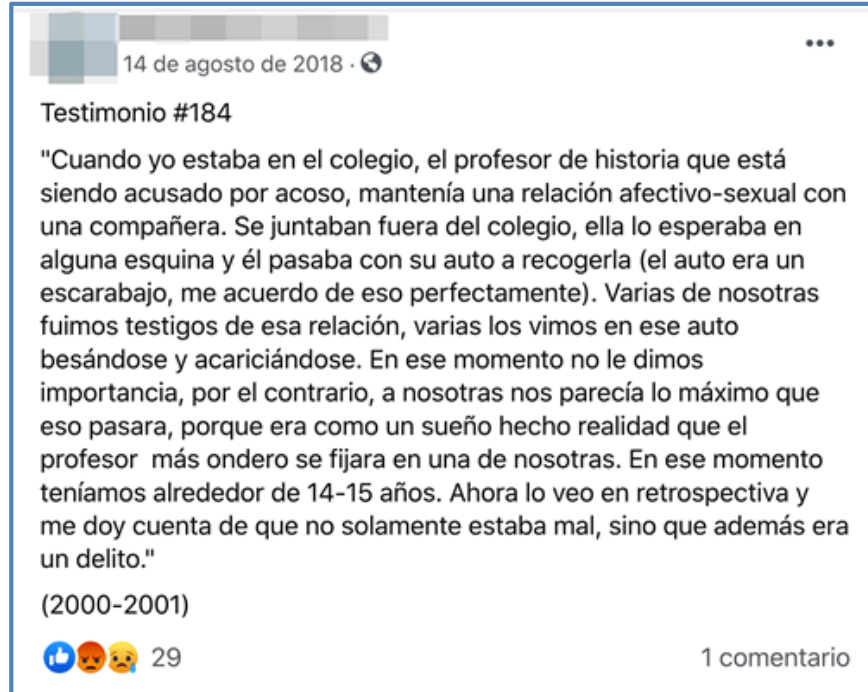 14 de agosto de 2018 ·
Testimonio #184
"Cuando yo estaba en el colegio, el profesor de historia que está
siendo acusado por acoso, mantenía una relación afectivo-sexual con
una compañera. Se juntaban fuera del colegio, ella lo esperaba en
alguna esquina y él pasaba con su auto a recogerla (el auto era un
escarabajo, me acuerdo de eso perfectamente). Varias de nosotras
fuimos testigos de esa relación, varias los vimos en ese auto
besándose y acariciándose. En ese momento no le dimos
importancia, por el contrario, a nosotras nos parecía lo máximo que
eso pasara, porque era como un sueño hecho realidad que el
profesor  más ondero se fijara en una de nosotras. En ese momento
teníamos alrededor de 14-15 años. Ahora lo veo en retrospectiva y
me doy cuenta de que no solamente estaba mal, sino que además era
un delito."
(2000-2001)
29
1 comentario